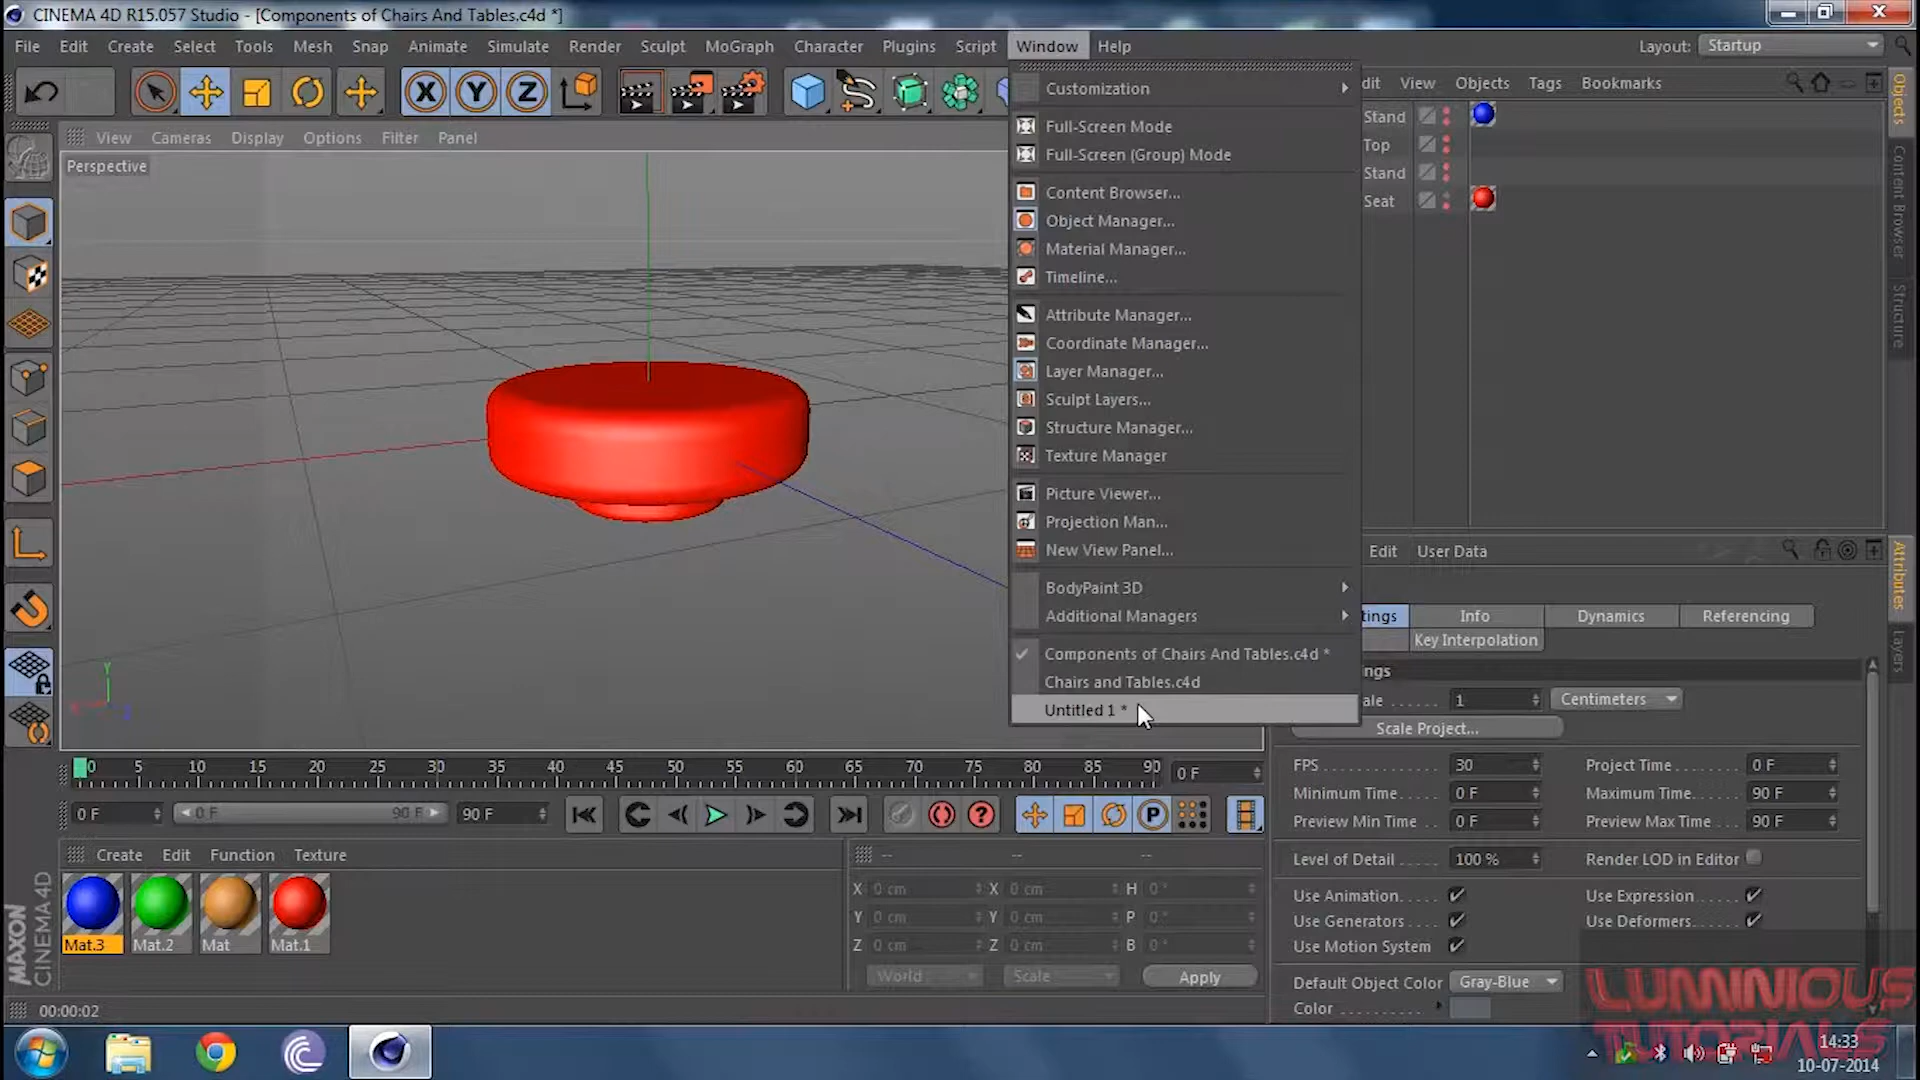 CINEMA 4D R15.057 Studio - [Components of Chairs And Tables.c4d *]
File Edit Create Select Tools Mesh Snap Animate Simulate Render Sculpt MoGraph Character Plugins Script Window Help
Layout: Startup
View Cameras Display Options Filter Panel
Perspective
Customization
Full-Screen Mode
Full-Screen (Group) Mode
Content Browser...
Object Manager...
Material Manager...
Timeline...
Attribute Manager...
Coordinate Manager...
Layer Manager...
Sculpt Layers...
Structure Manager...
Texture Manager
Picture Viewer...
Projection Man...
New View Panel...
BodyPaint 3D
Additional Managers
Components of Chairs And Tables.c4d *
Chairs and Tables.c4d
Untitled 1 *
dit View Objects Tags Bookmarks
Stand
Top
Stand
Seat
Objects
Content Browser
Structure
Edit User Data
Attributes
Layers
tings Info Dynamics Referencing
Key Interpolation
ngs
ale 1 Centimeters
Scale Project...
FPS 30 Project Time 0 F
Minimum Time 0 F Maximum Time 90 F
Preview Min Time 0 F Preview Max Time 90 F
Level of Detail 100 % Render LOD in Editor
Use Animation Use Expression
Use Generators Use Deformers
Use Motion System
Default Object Color Gray-Blue
Color
X Y Z
Y
0 5 10 15 20 25 30 35 40 45 50 55 60 65 70 75 80 85 90 0 F
0 F 0 F 90 F 90 F
P
Create Edit Function Texture
Mat.3 Mat.2 Mat Mat.1
-- -- --
X 0 cm X 0 cm H 0 °
Y 0 cm Y 0 cm P 0 °
Z 0 cm Z 0 cm B 0 °
World Scale Apply
MAXON
CINEMA 4D
00:00:02
LUMINIOUS
TUTORIALS
14:33
10-07-2014